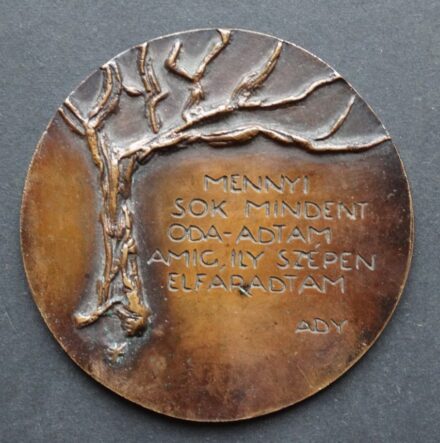 MENNYI
SOK MINDENT
ODA-ADTAM
AMIG, ILY SZÉPEN
ELFÁRADTAM
ADY